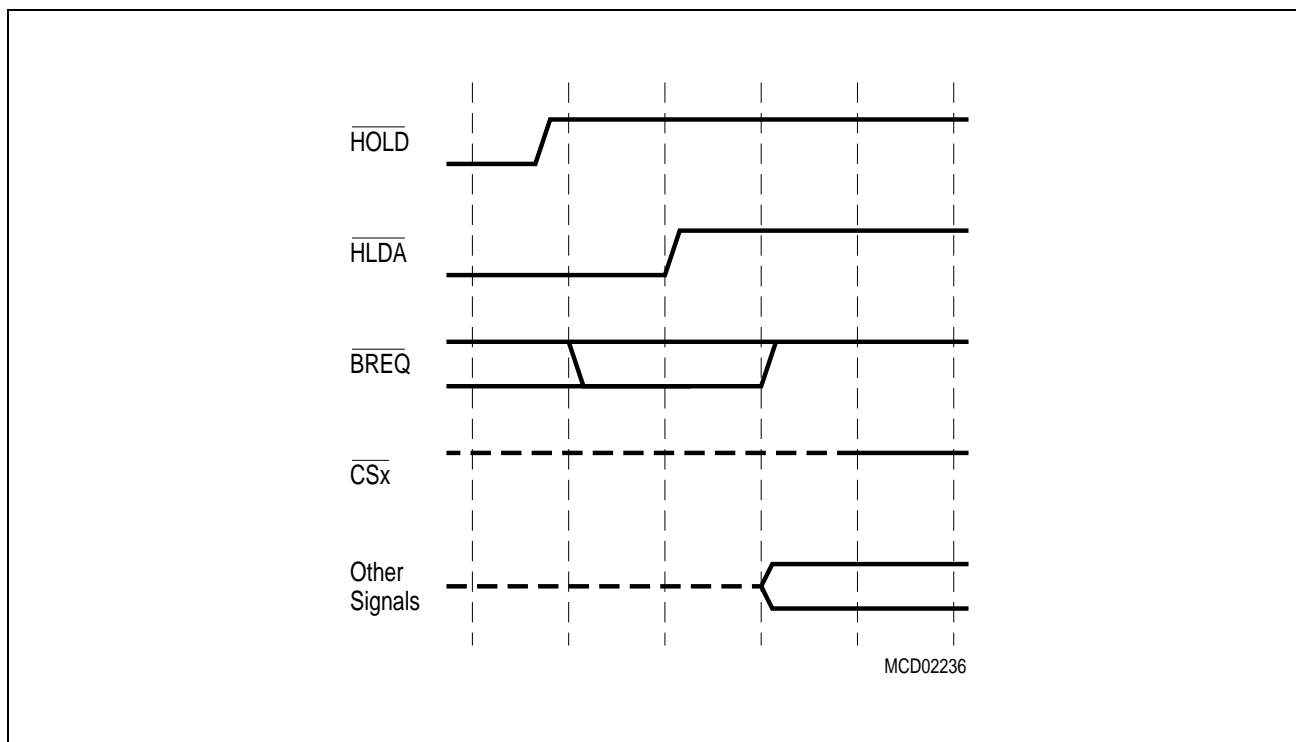 HOLD
HLDA
BREQ
CSx
Other
Signals
MCD02236